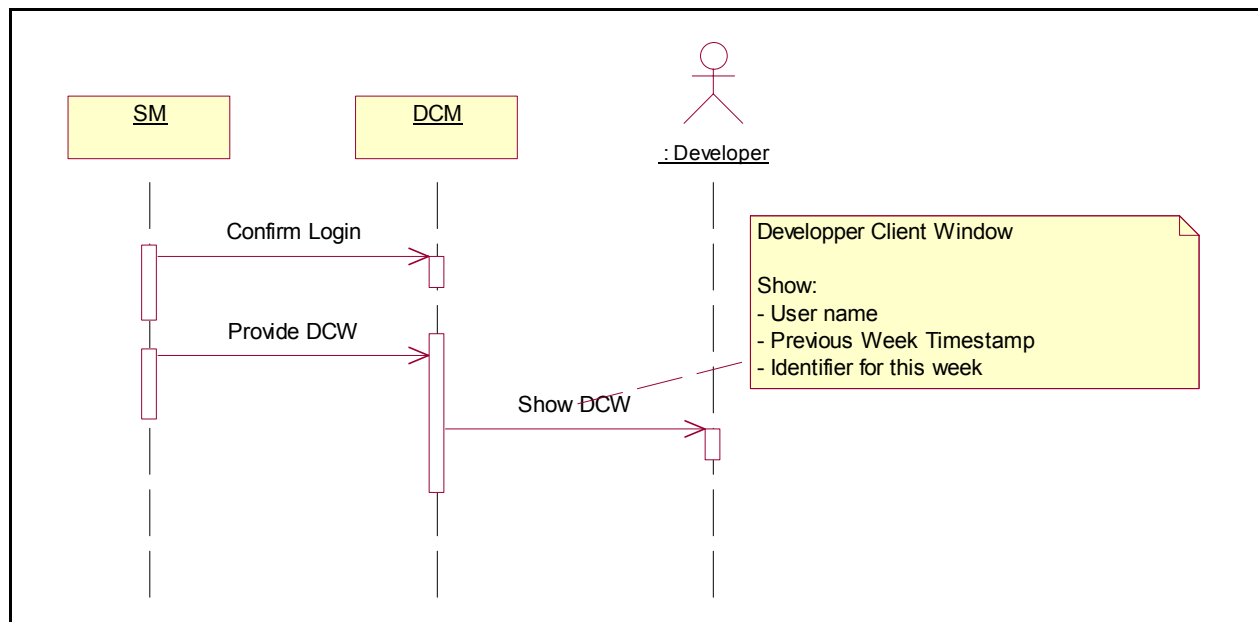 SM
DCM
: Developer
Confirm Login
Developper Client Window
Show:
- User name
- Previous Week Timestamp
- Identifier for this week
Provide DCW
Show DCW